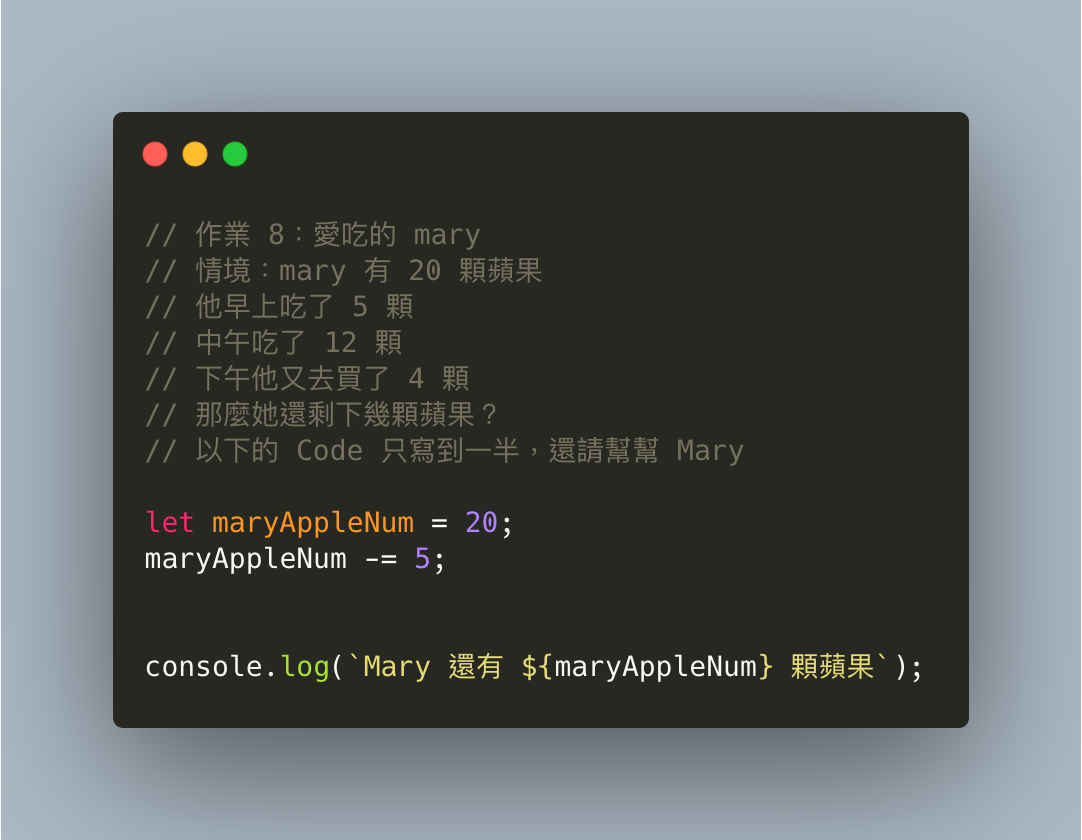 // 作業 8：愛吃的 mary
// 情境：mary 有 20 顆蘋果
// 他早上吃了 5 顆
// 中午吃了 12 顆
// 下午他又去買了 4 顆
// 那麼她還剩下幾顆蘋果？
// 以下的 Code 只寫到一半，還請幫幫 Mary
let maryAppleNum = 20;
maryAppleNum -= 5;
console.log(`Mary 還有 ${maryAppleNum} 顆蘋果`);